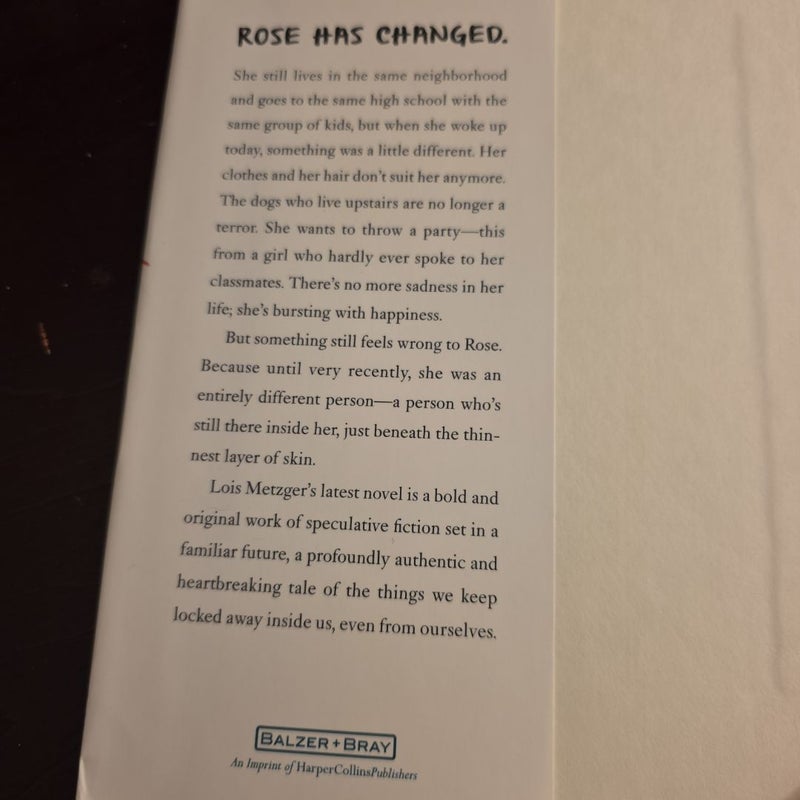 ROSE HAS CHANGED.
She still lives in the same neighborhood
and goes to the same high school with the
same group of kids, but when she woke up
today, something was a little different. Her
clothes and her hair don't suit her anymore.
The dogs who live upstairs are no longer a
terror. She wants to throw a party—this
from a girl who hardly ever spoke to her
classmates. There's no more sadness in her
life; she's bursting with happiness.
But something still feels wrong to Rose.
Because until very recently, she was an
entirely different person—a person who's
still there inside her, just beneath the thin-
nest layer of skin.
Lois Metzger's latest novel is a bold and
original work of speculative fiction set in a
familiar future, a profoundly authentic and
heartbreaking tale of the things we keep
locked away inside us, even from ourselves.
BALZER + BRAY
An Imprint of HarperCollinsPublishers